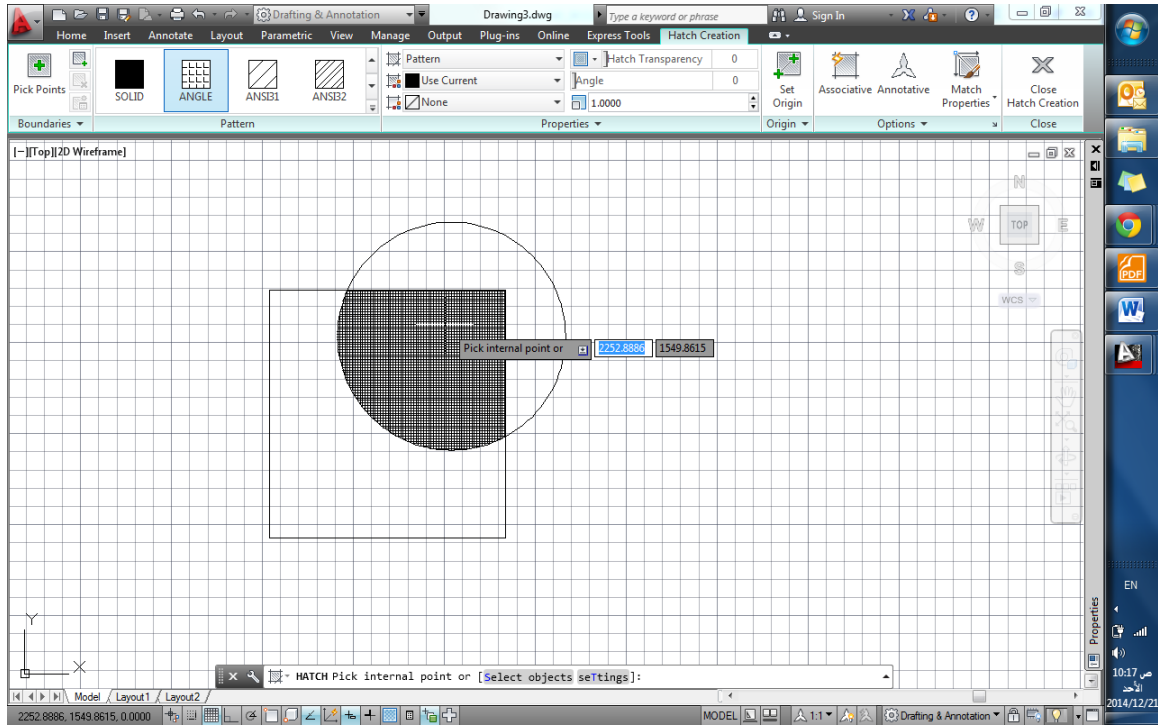 Drafting & Annotation Drawing3.dwg Type a keyword or phrase Sign In
Home Insert Annotate Layout Parametric View Manage Output Plug-ins Online Express Tools Hatch Creation
Pattern Hatch Transparency 0
Pick Points SOLID ANGLE ANSI31 ANSI32 Use Current Angle 0 Set Origin Associative Annotative Match Properties Close Hatch Creation
None 1.0000
Boundaries Pattern Properties Origin Options Close
[−][Top][2D Wireframe]
N
W TOP E
S
WCS
Pick internal point or 2252.8886 1549.8615
PDF
W
EN
Properties
Y
X
HATCH Pick internal point or [Select objects seTtings]:
Model Layout1 Layout2
2252.8886, 1549.8615, 0.0000 MODEL 1:1 Drafting & Annotation
10:17 ص
الأحد
2014/12/21